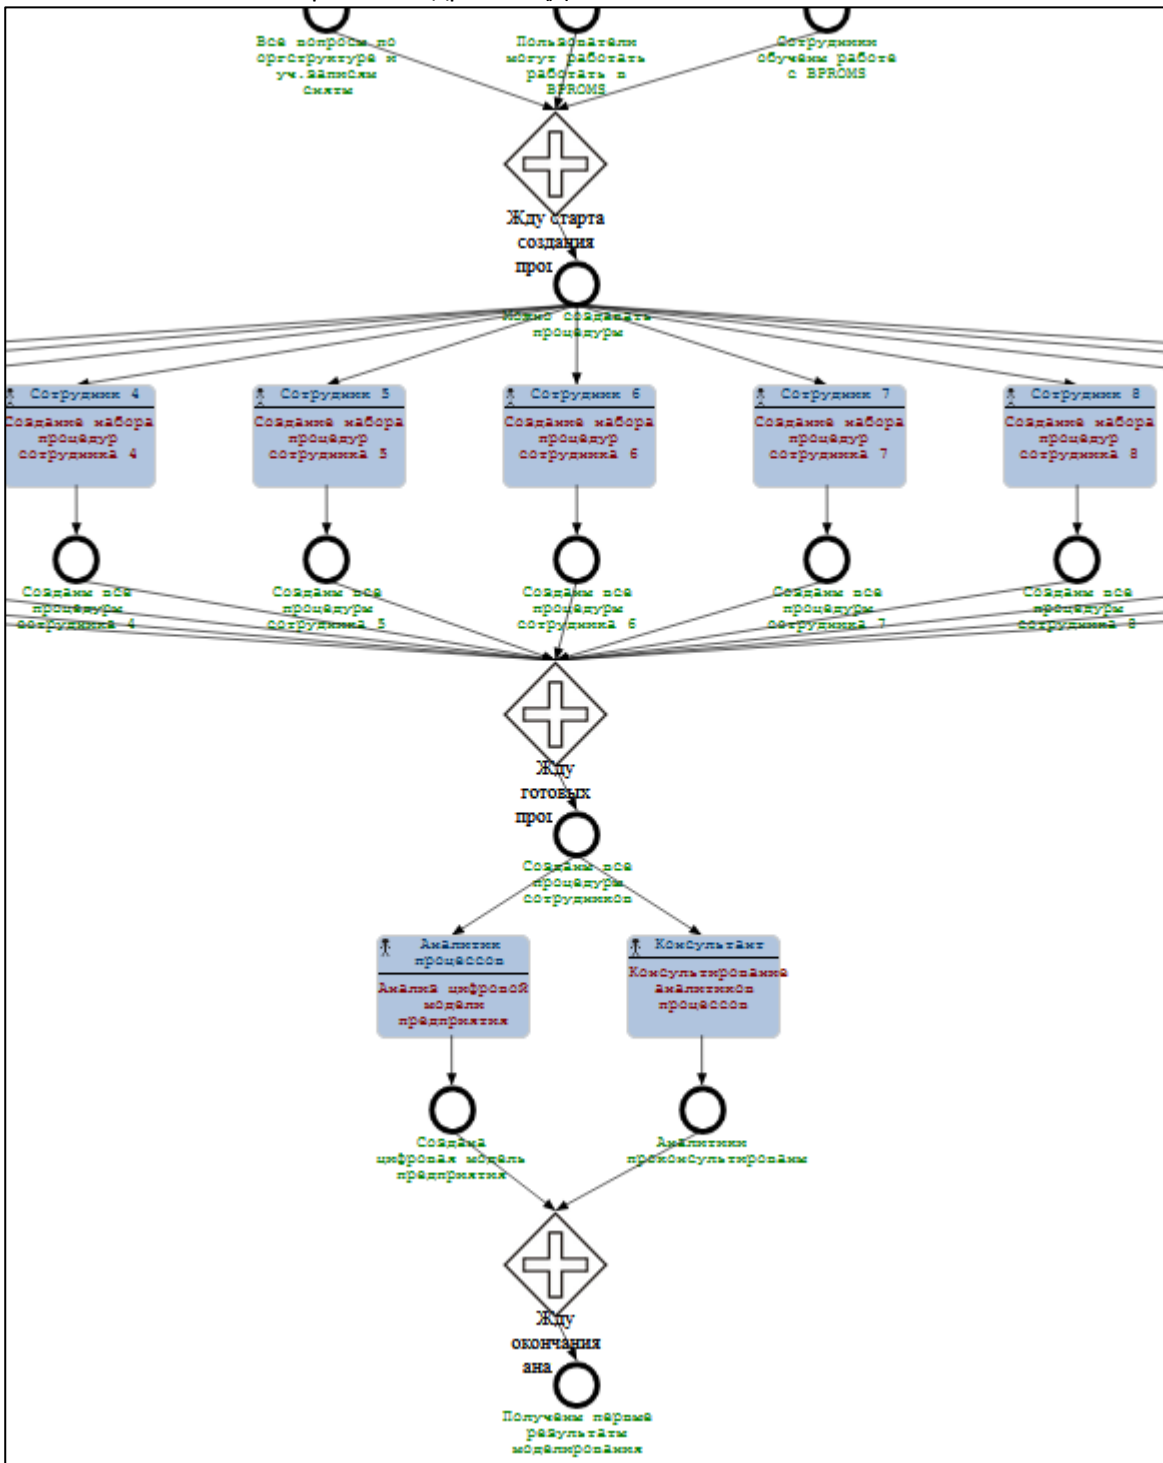 Все вопросы по
оргструктуре и
уч.записям
сняты
Пользователи
могут работать
работать в
BPROMS
Сотрудники
обучены работе
с BPROMS
Жду старта
создания
проц
Можно создавать
процедуры
Сотрудник 4
Создание набора
процедур
сотрудника 4
Сотрудник 5
Создание набора
процедур
сотрудника 5
Сотрудник 6
Создание набора
процедур
сотрудника 6
Сотрудник 7
Создание набора
процедур
сотрудника 7
Сотрудник 8
Создание набора
процедур
сотрудника 8
Созданы все
процедуры
сотрудника 4
Созданы все
процедуры
сотрудника 5
Созданы все
процедуры
сотрудника 6
Созданы все
процедуры
сотрудника 7
Созданы все
процедуры
сотрудника 8
Жду
готовых
проц
Созданы все
процедуры
сотрудников
Аналитик
процессов
Анализ цифровой
модели
предприятия
Консультант
Консультирование
аналитиков
процессов
Создана
цифровая модель
предприятия
Аналитики
проконсультированы
Жду
окончания
ана
Получены первые
результаты
моделирования